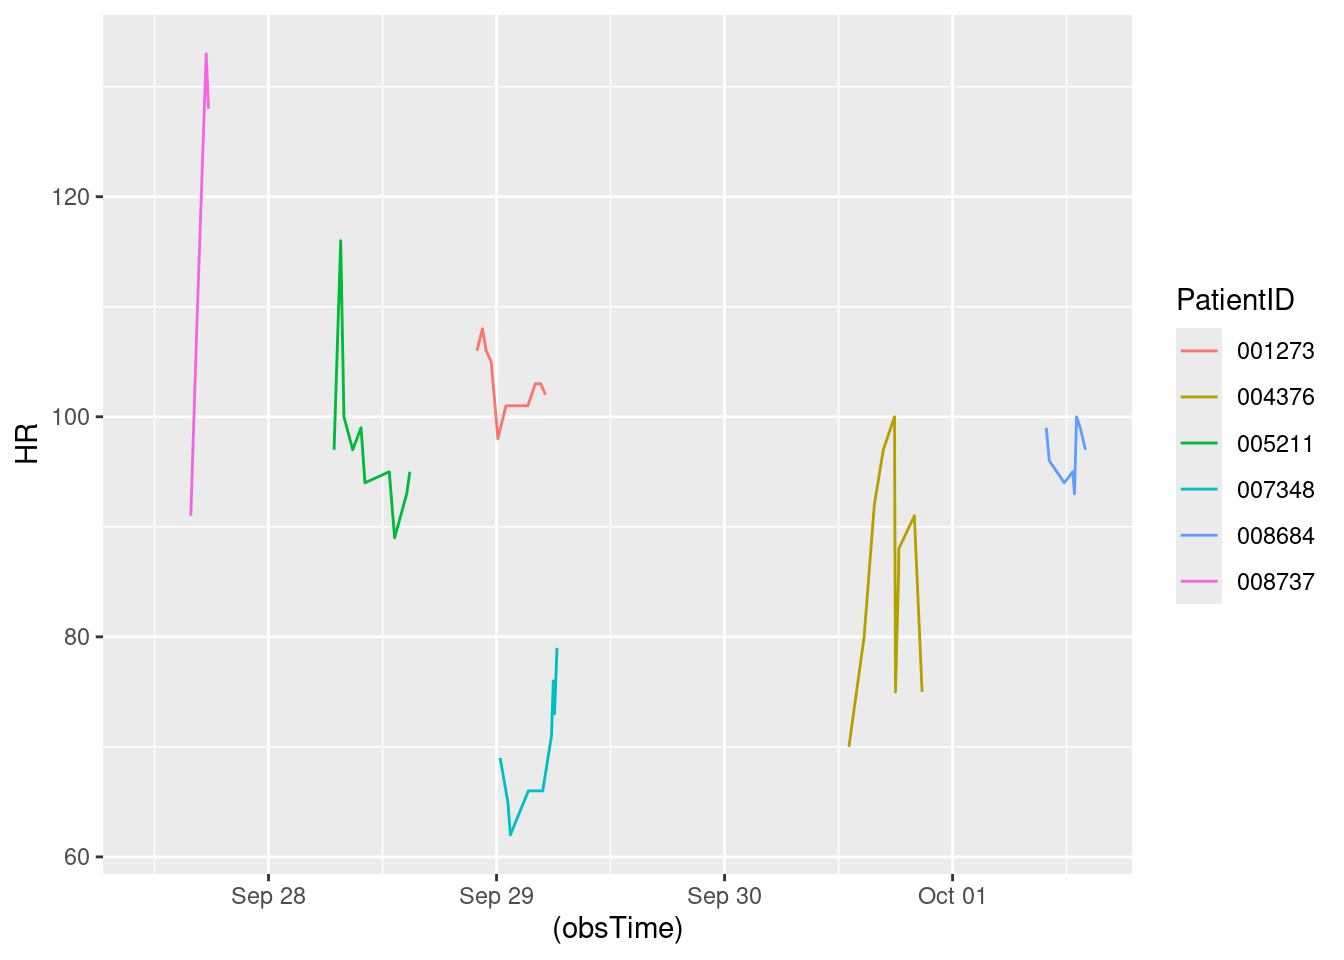 HR
120
100
80
60
Sep 28
Sep 29
Sep 30
Oct 01
(obsTime)
PatientID
001273
004376
005211
007348
008684
008737